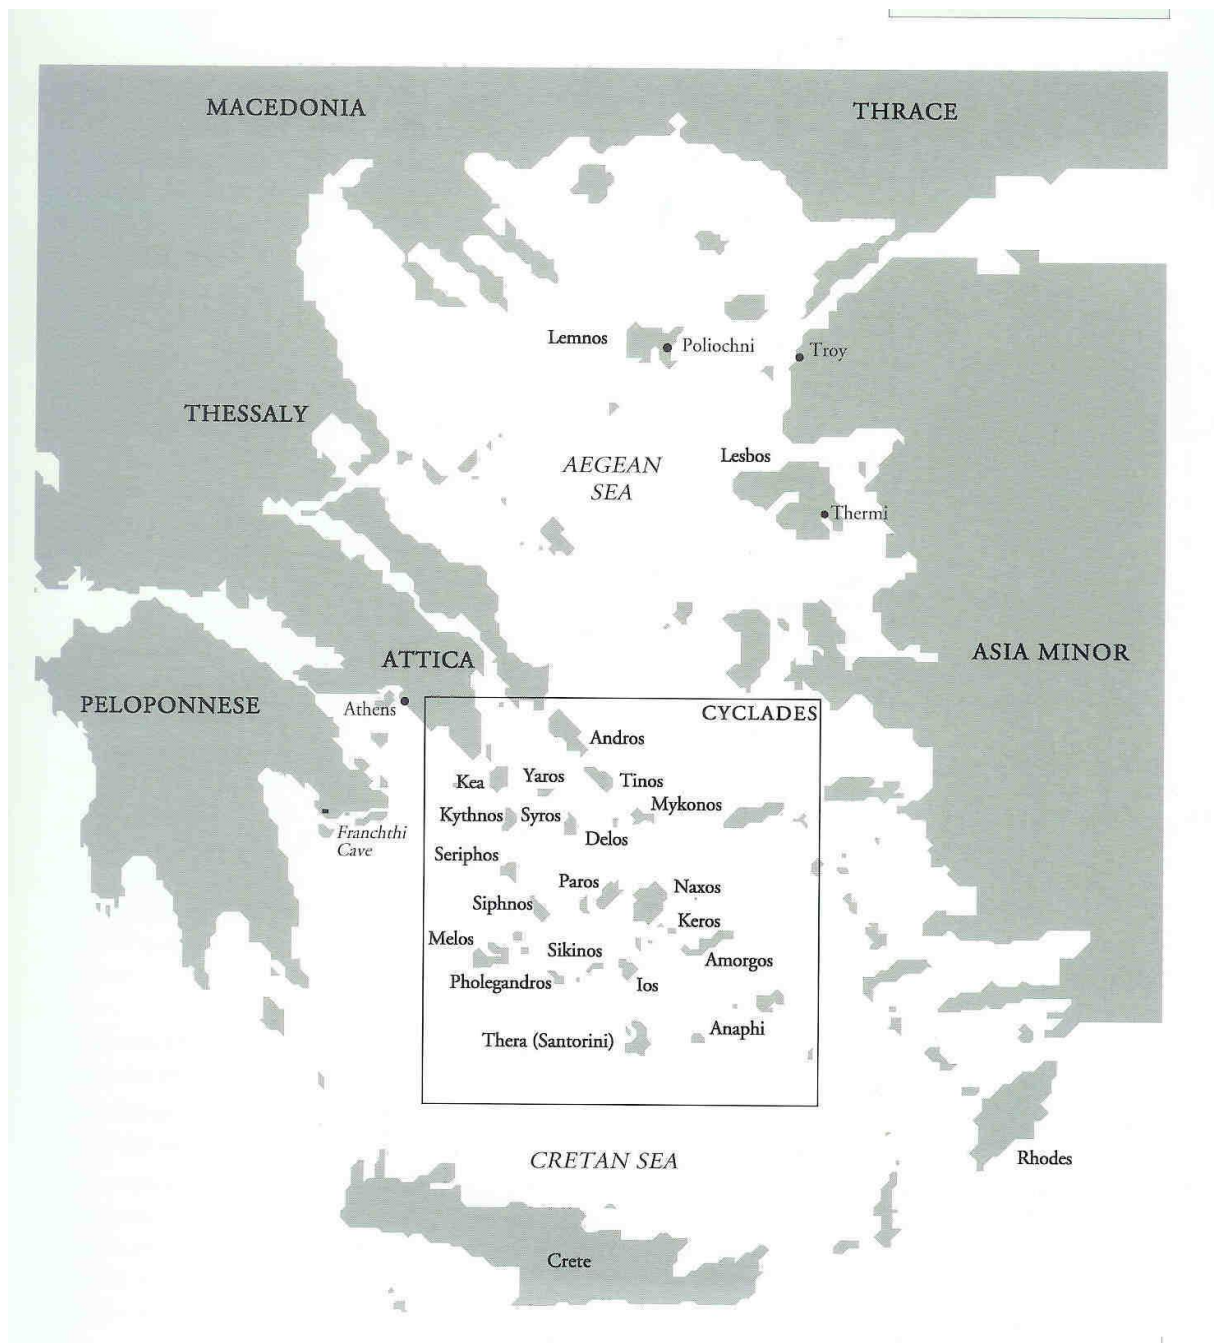 MACEDONIA
THRACE
Lemnos
Poliochni
Troy
THESSALY
AEGEAN
SEA
Lesbos
Thermi
ATTICA
ASIA MINOR
PELOPONNESE
Athens
CYCLADES
Andros
Kea
Yaros
Tinos
Mykonos
Kythnos
Syros
Delos
Franchthi
Cave
Seriphos
Paros
Naxos
Siphnos
Keros
Melos
Sikinos
Amorgos
Pholegandros
Ios
Anaphi
Thera (Santorini)
CRETAN SEA
Rhodes
Crete